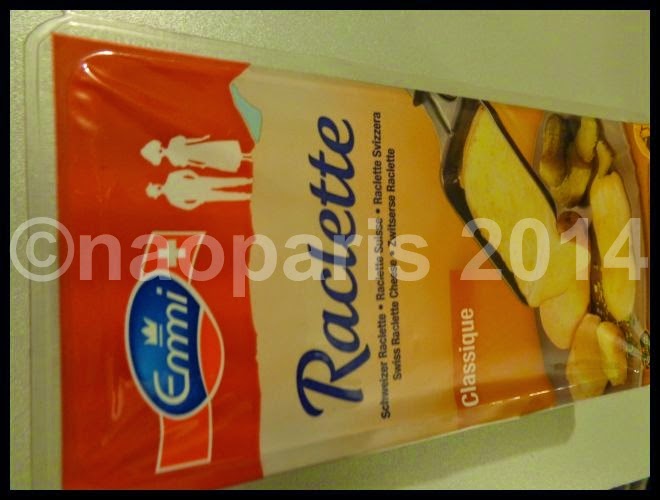 Emmi
Raclette
Schweizer Raclette • Raclette Suisse • Raclette Svizzera
Swiss Raclette Cheese • Zwitserse Raclette
Classique
©naoparis 2014